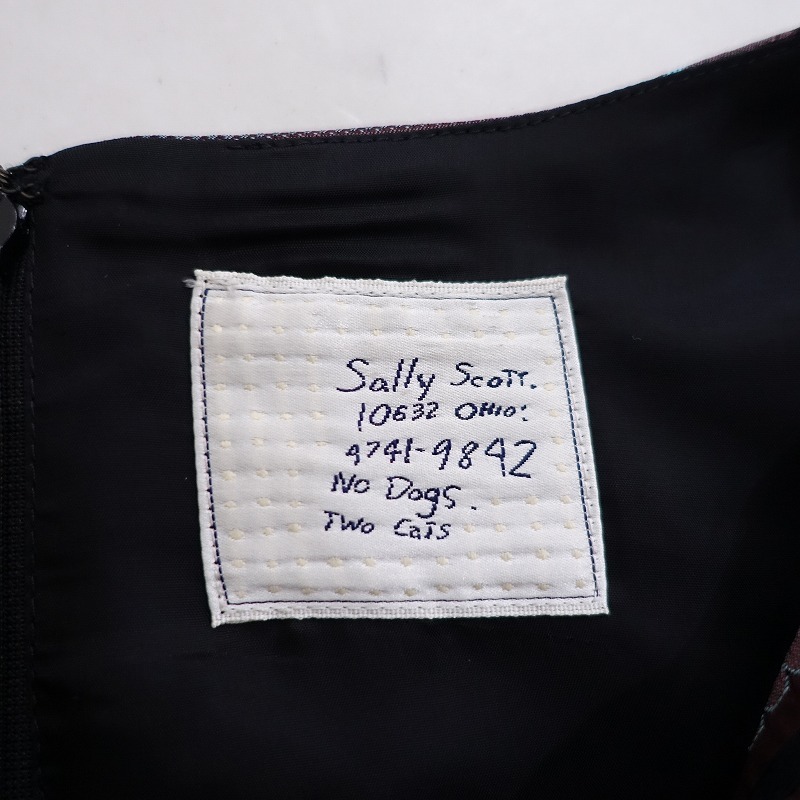 Sally Scott.
10632 OHIO:
4741-9842
No Dogs.
Two Cats